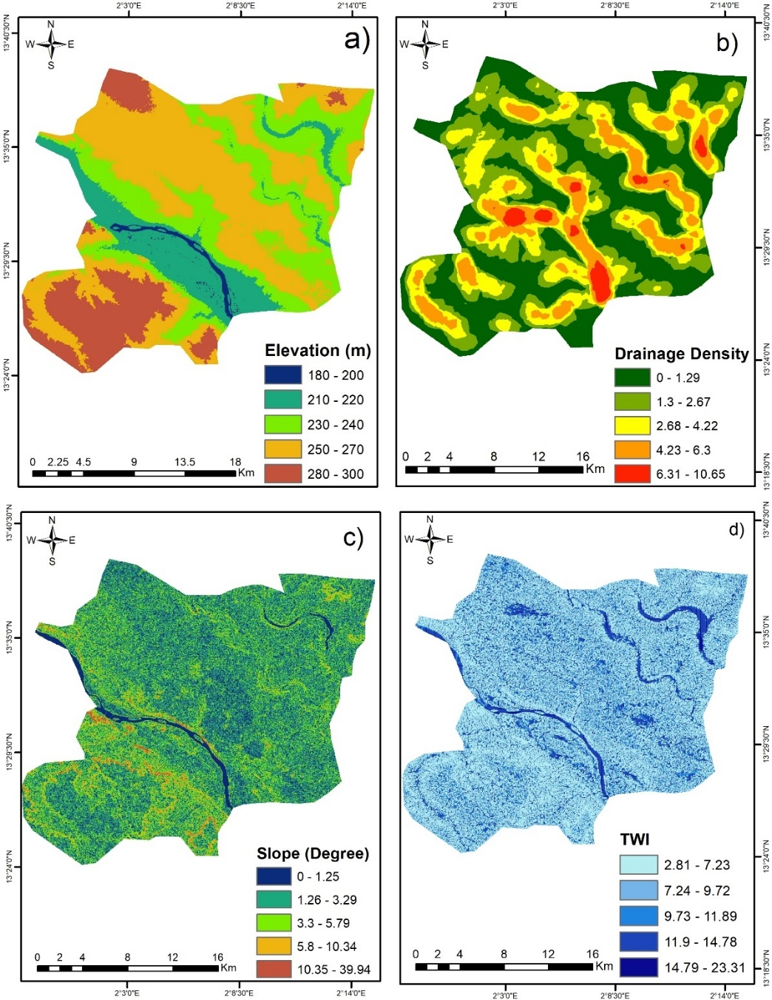 2°3'0"E 2°8'30"E 2°14'0"E 2°3'0"E 2°8'30"E 2°14'0"E
13°40'30"N
13°35'0"N
13°29'30"N
13°24'0"N
N
W E
S
a)
Elevation (m)
180 - 200
210 - 220
230 - 240
250 - 270
280 - 300
0 2.25 4.5 9 13.5 18
Km
N
W E
S
b)
Drainage Density
0 - 1.29
1.3 - 2.67
2.68 - 4.22
4.23 - 6.3
6.31 - 10.65
0 2 4 8 12 16
Km
13°40'30"N
13°35'0"N
13°29'30"N
13°24'0"N
13°18'30"N
13°40'30"N
13°35'0"N
13°29'30"N
13°24'0"N
N
W E
S
c)
Slope (Degree)
0 - 1.25
1.26 - 3.29
3.3 - 5.79
5.8 - 10.34
10.35 - 39.94
0 2 4 8 12 16
Km
N
W E
S
d)
TWI
2.81 - 7.23
7.24 - 9.72
9.73 - 11.89
11.9 - 14.78
14.79 - 23.31
0 2 4 8 12 16
Km
13°40'30"N
13°35'0"N
13°29'30"N
13°24'0"N
13°18'30"N
2°3'0"E 2°8'30"E 2°14'0"E 2°3'0"E 2°8'30"E 2°14'0"E